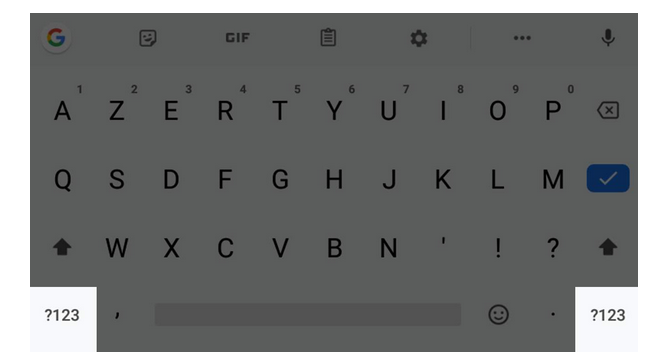 G GIF
1 2 3 4 5 6 7 8 9 0
A Z E R T Y U I O P
Q S D F G H J K L M
W X C V B N ' ! ?
?123 , . ?123